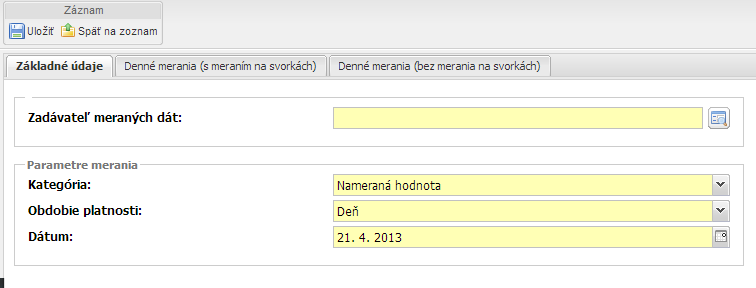 Záznam
Uložiť Späť na zoznam
Základné údaje Denné merania (s meraním na svorkách) Denné merania (bez merania na svorkách)
Zadávateľ meraných dát:
Parametre merania
Kategória: Nameraná hodnota
Obdobie platnosti: Deň
Dátum: 21. 4. 2013